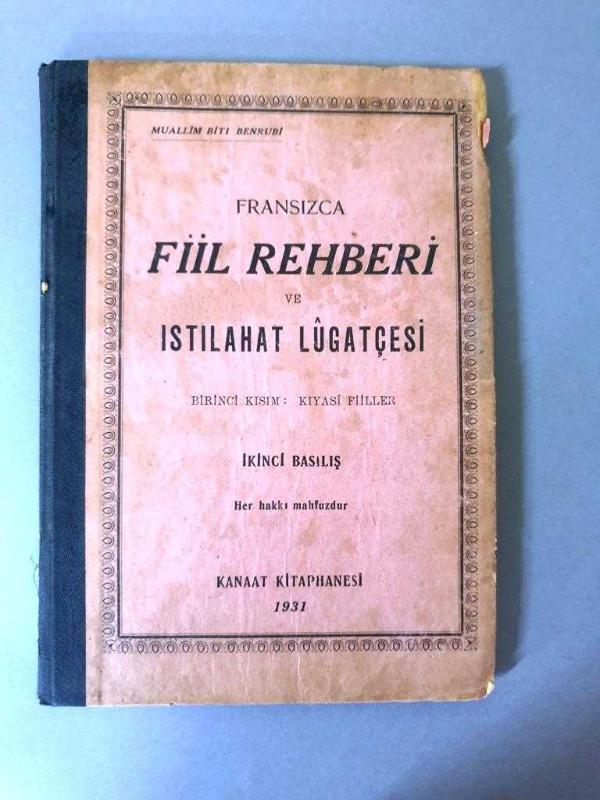 MUALLİM BİTİ BENRUBİ
FRANSIZCA
FİİL REHBERİ
VE
ISTILAHAT LÛGATÇESİ
BİRİNCİ KISIM : KIYASÎ FİİLLER
İKİNCİ BASILIŞ
Her hakkı mahfuzdur
KANAAT KİTAPHANESİ
1931